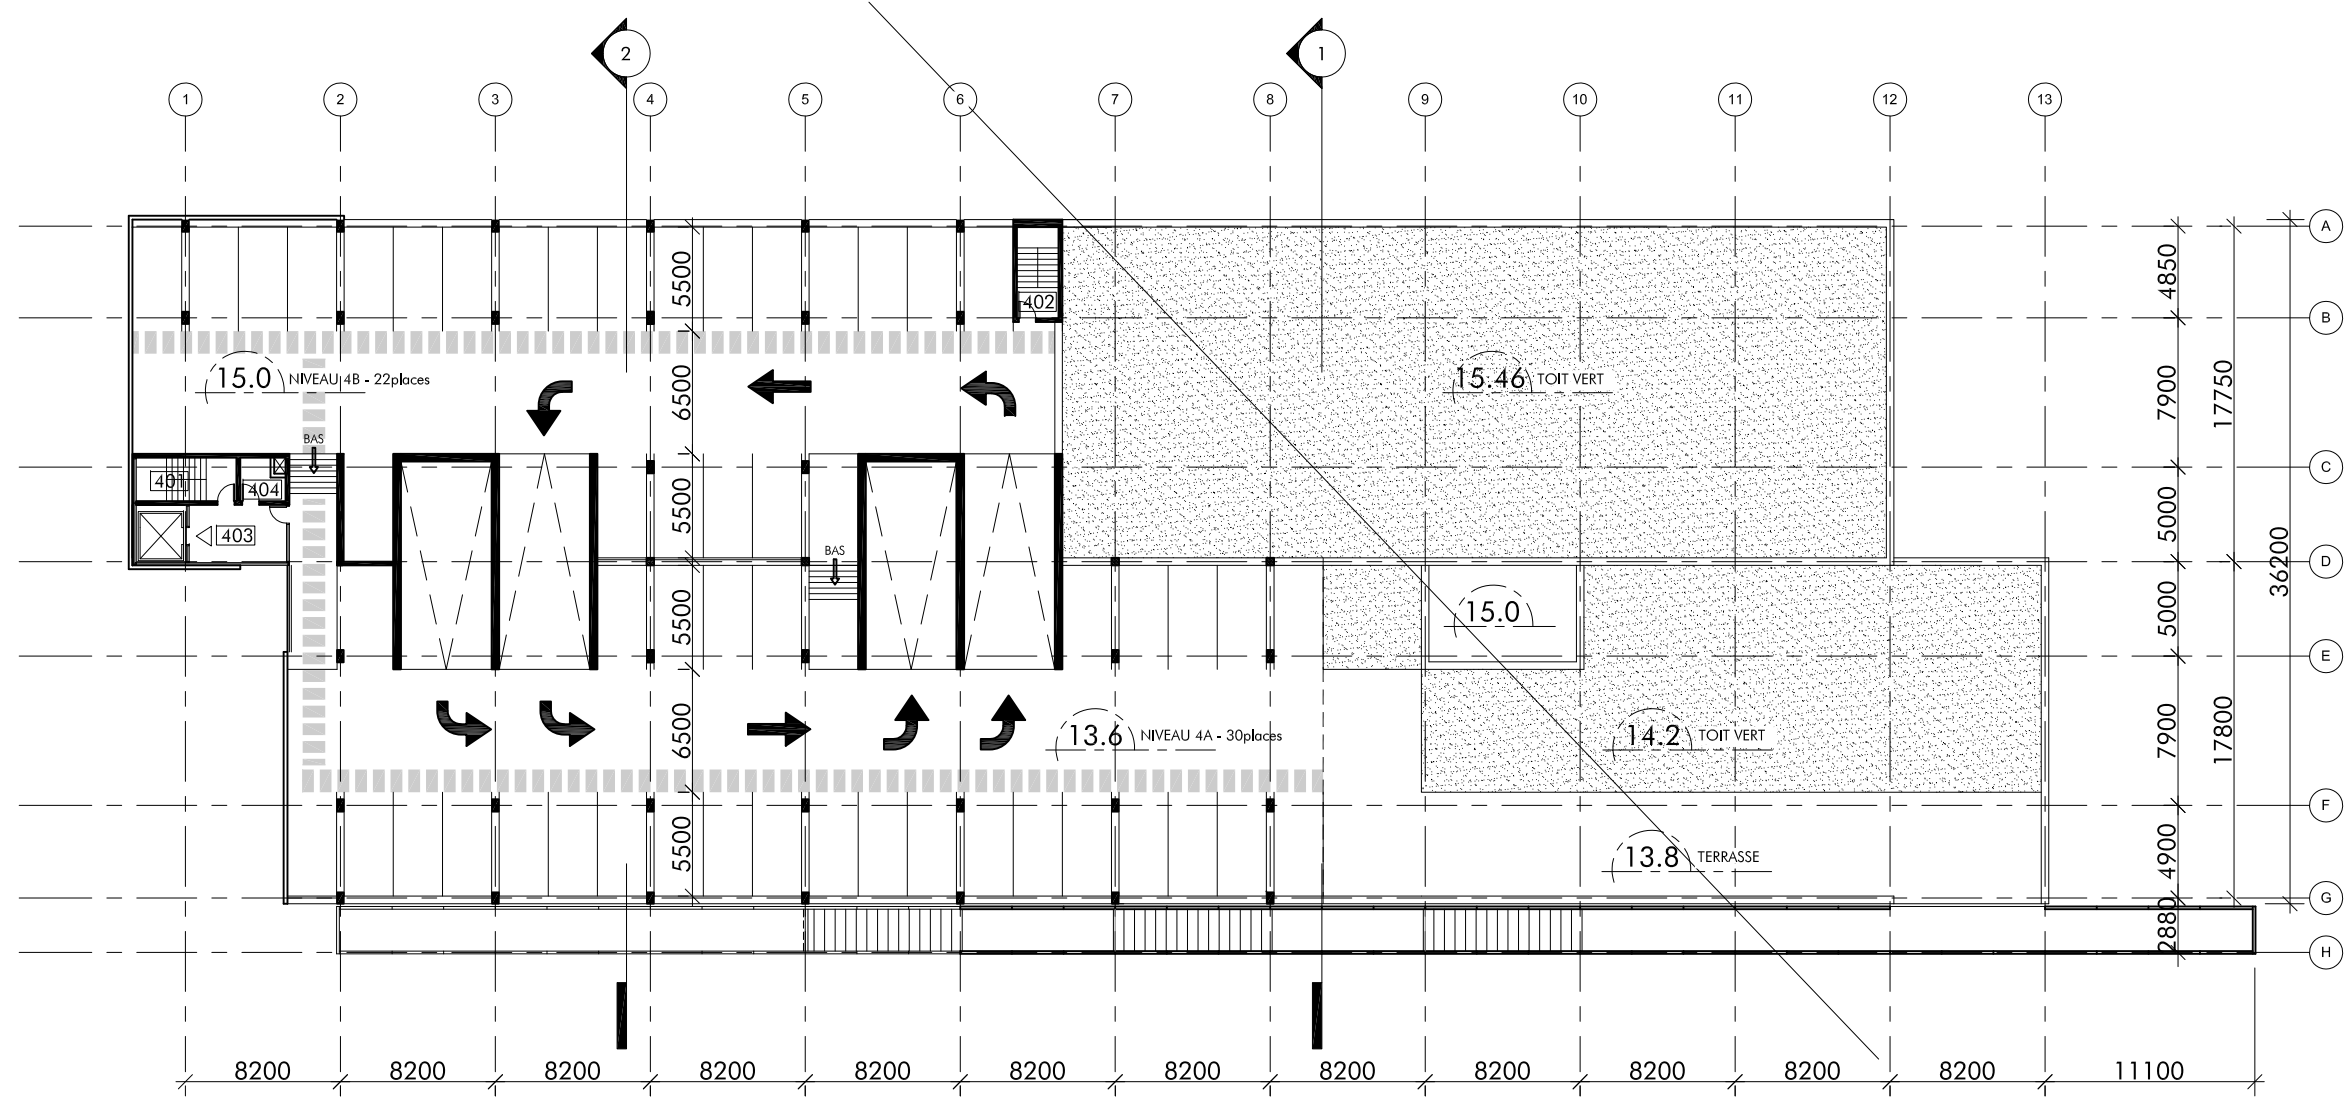 2
1
1 2 3 4 5 6 7 8 9 10 11 12 13
A
5500
402
4850
B
15.0 NIVEAU 4B - 22places
6500
15.46 TOIT VERT
7900
17750
BAS
401
404
C
403
5500
BAS
5000
D
36200
5500
15.0
5000
E
6500
13.6 NIVEAU 4A - 30places
14.2 TOIT VERT
7900
17800
F
5500
13.8 TERRASSE
4900
G
2880
H
8200 8200 8200 8200 8200 8200 8200 8200 8200 8200 8200 8200 11100